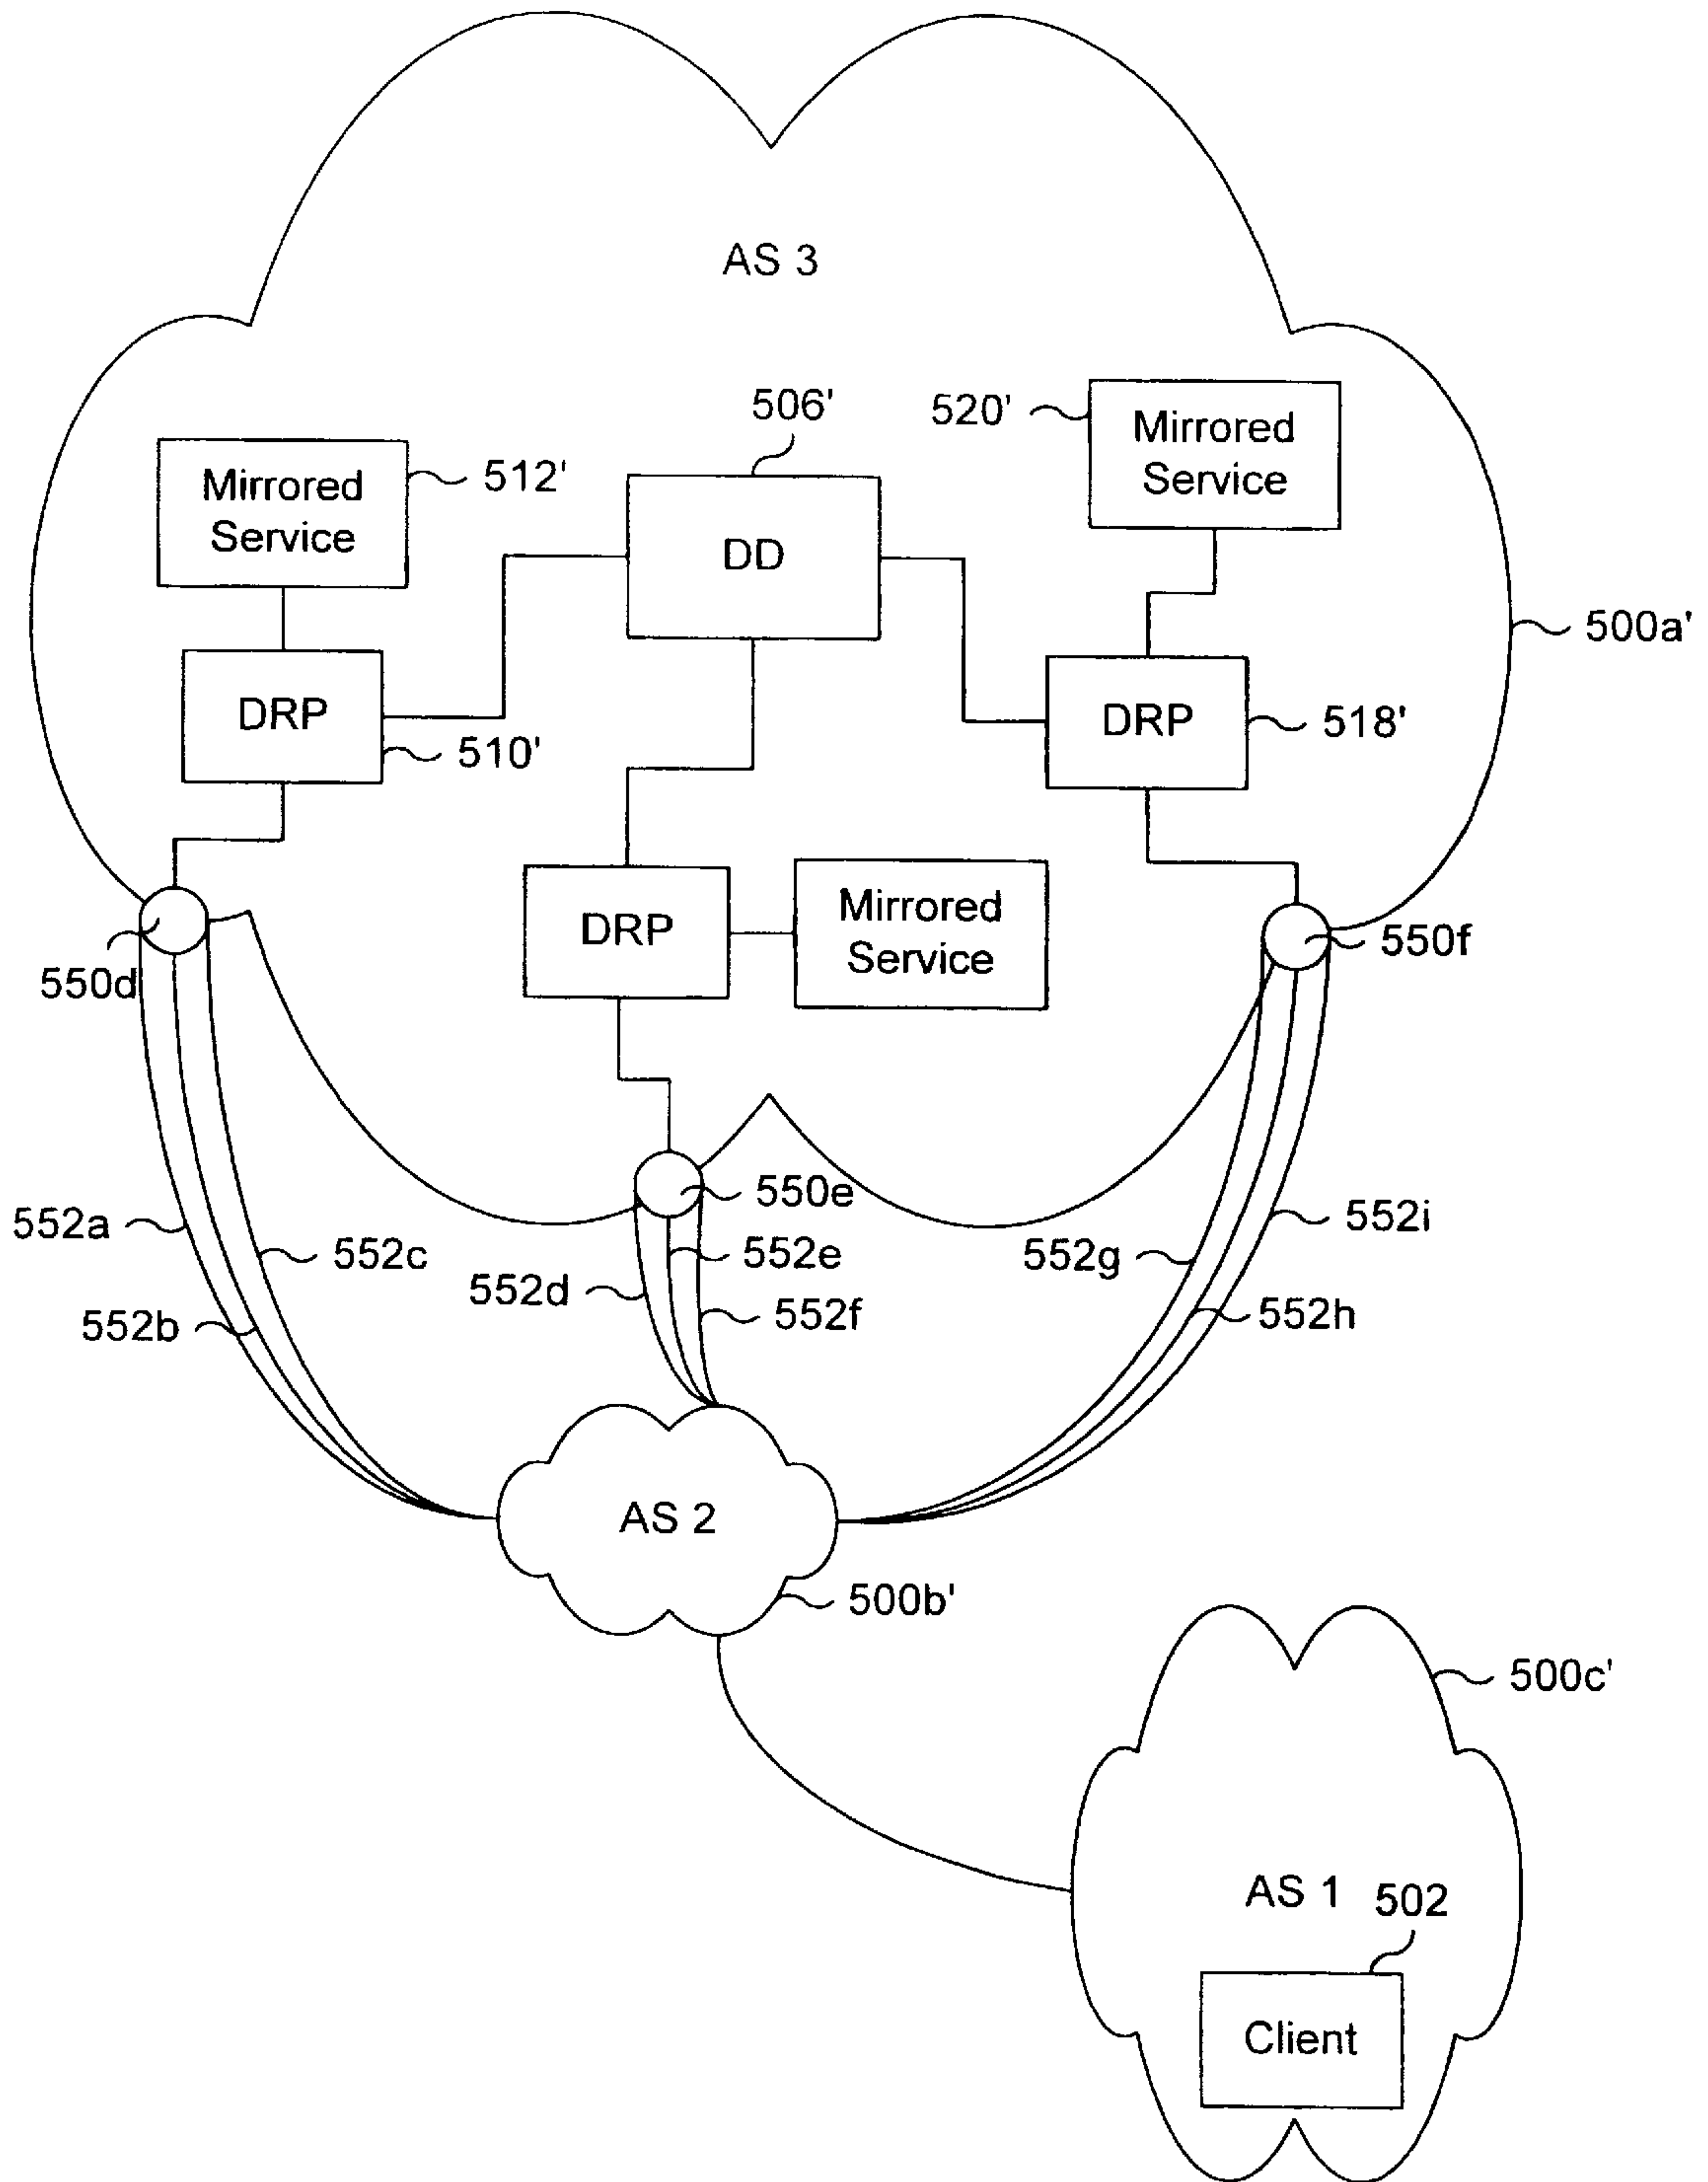 AS 3
506'
520'
Mirrored
Service
512'
Mirrored
Service
DD
500a'
DRP
510'
DRP
518'
DRP
Mirrored
Service
550d
550f
550e
552a
552c
552b
552d
552e
552f
552g
552i
552h
AS 2
500b'
500c'
AS 1
502
Client